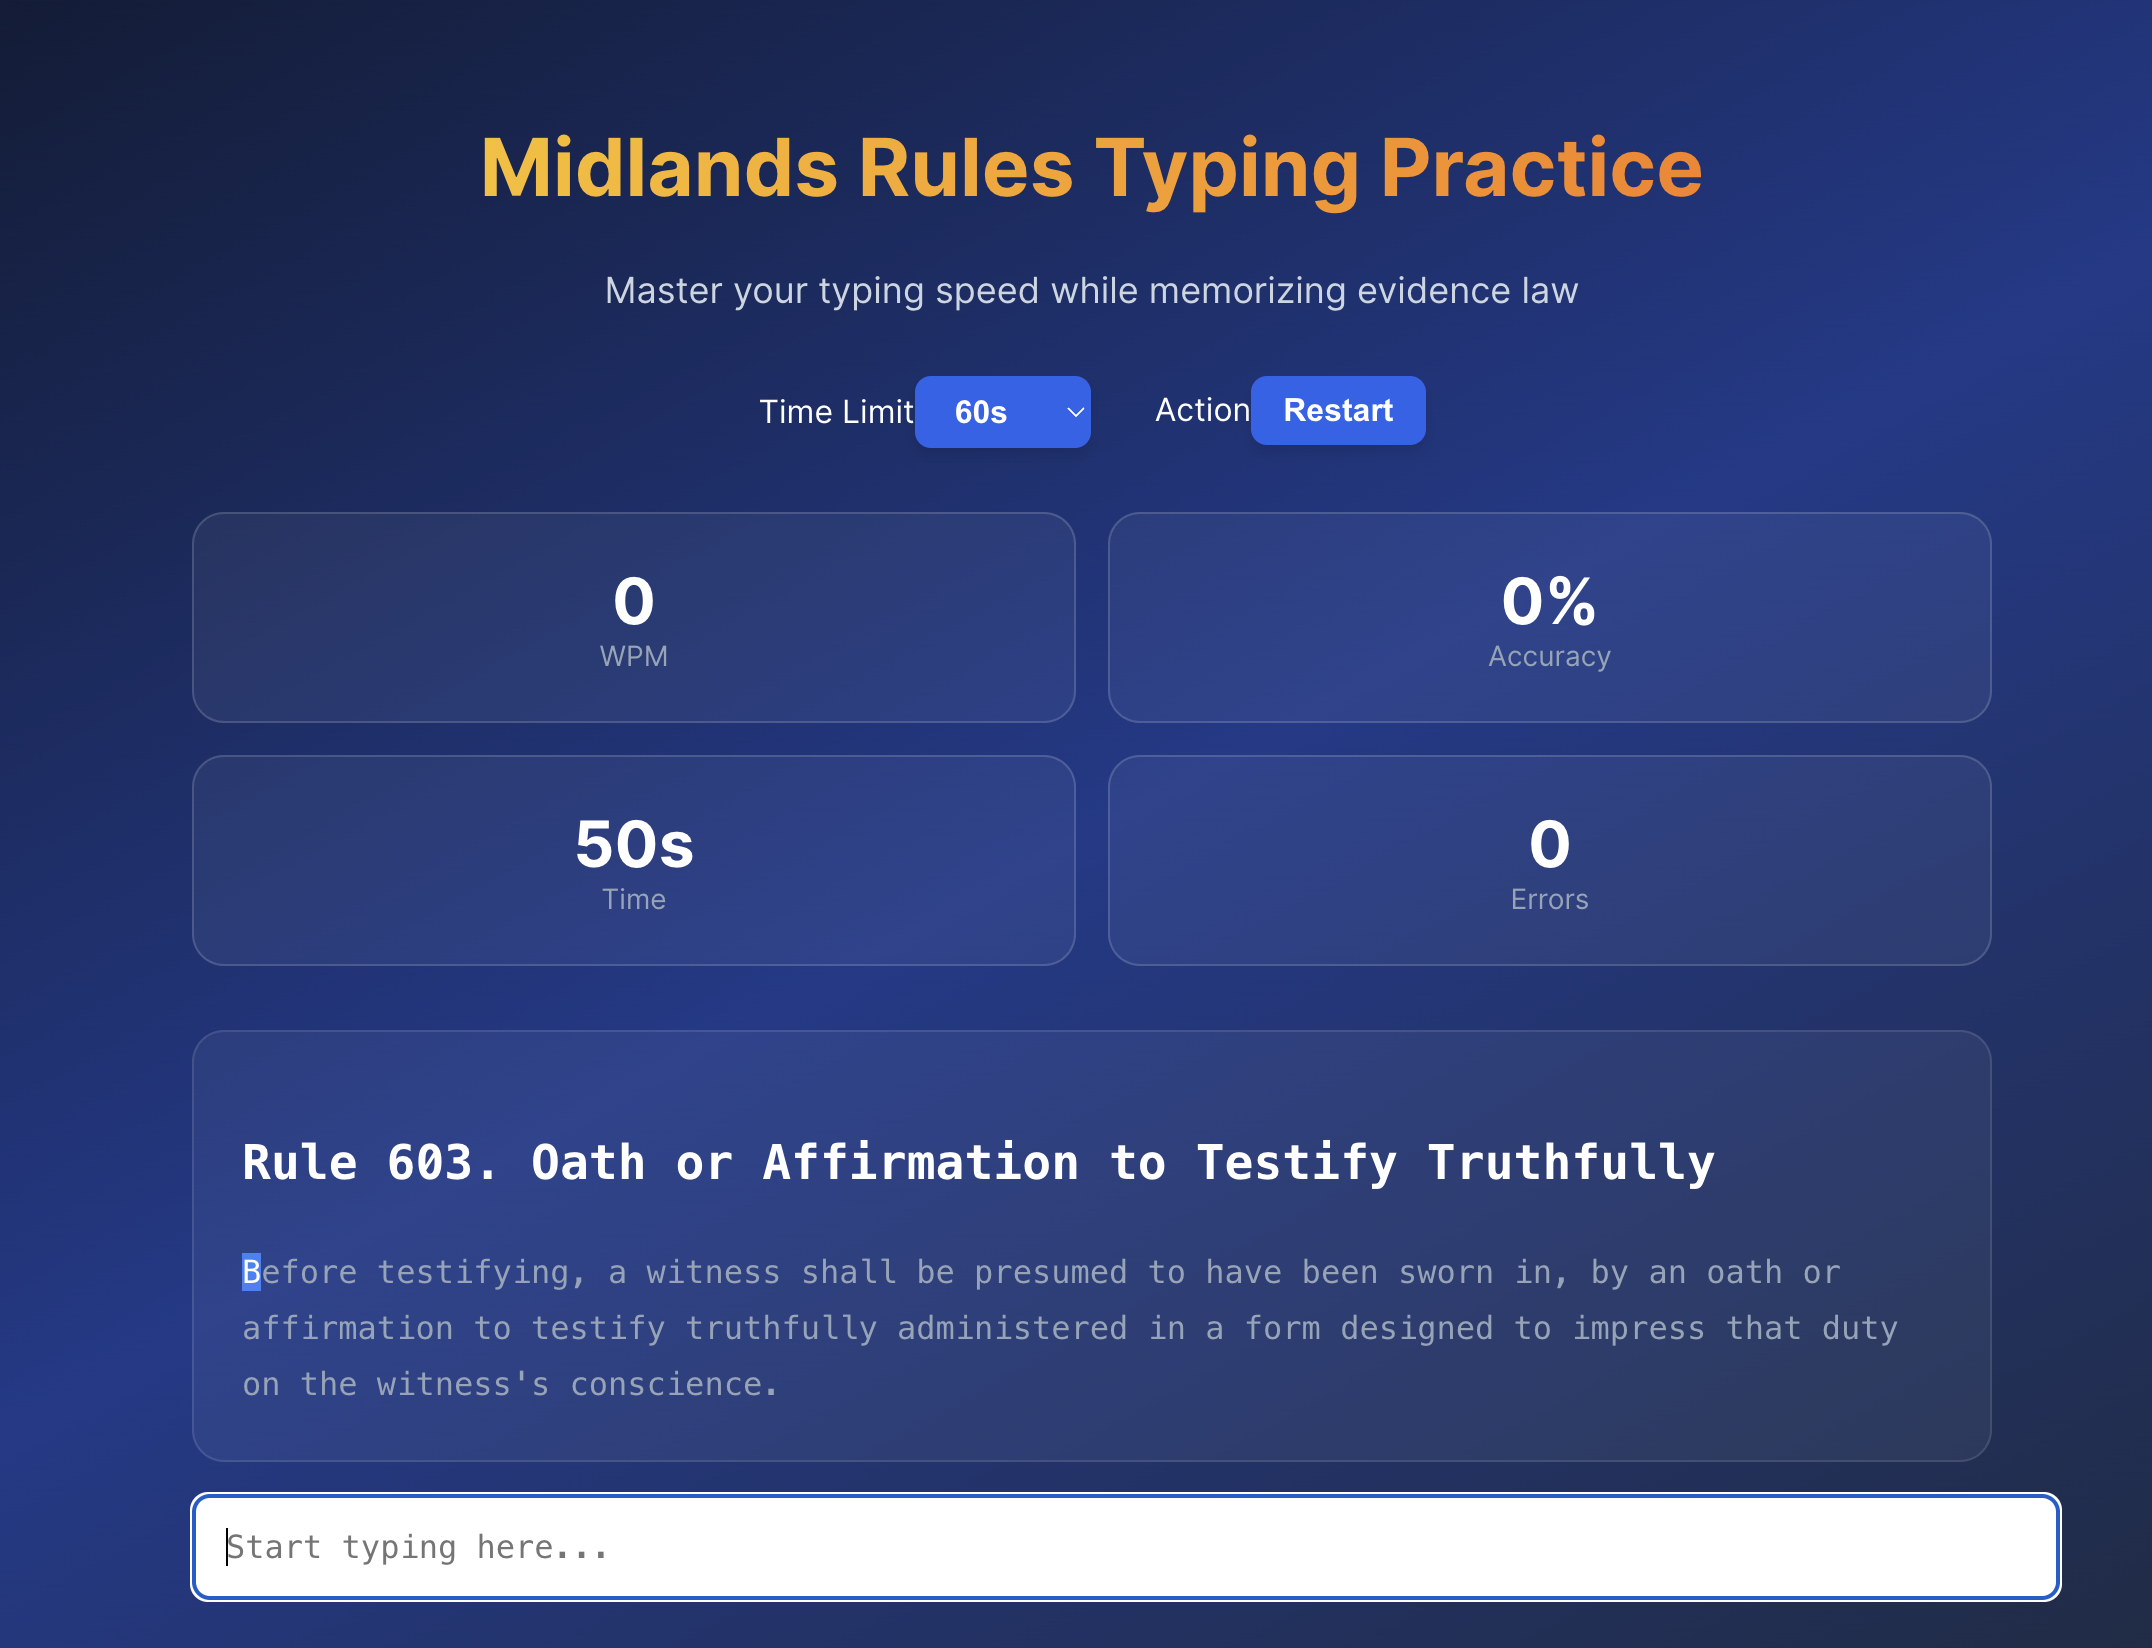 Midlands Rules Typing Practice
Master your typing speed while memorizing evidence law
Time Limit 60s Action Restart
0 0%
WPM Accuracy
50s 0
Time Errors
Rule 603. Oath or Affirmation to Testify Truthfully
Before testifying, a witness shall be presumed to have been sworn in, by an oath or
affirmation to testify truthfully administered in a form designed to impress that duty
on the witness's conscience.
Start typing here...